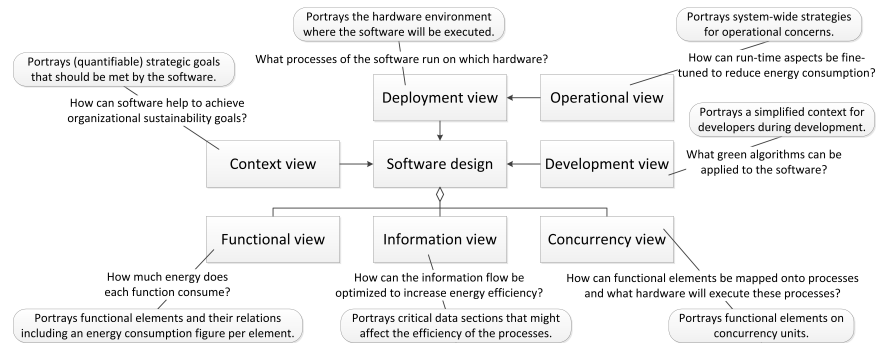 Portrays the hardware environment
where the software will be executed.
Portrays system-wide strategies
for operational concerns.
Portrays (quantifiable) strategic goals
that should be met by the software.
What processes of the software run on which hardware?
How can run-time aspects be fine-
tuned to reduce energy consumption?
How can software help to achieve
organizational sustainability goals?
Deployment view
Operational view
Portrays a simplified context for
developers during development.
Context view
Software design
Development view
What green algorithms can be
applied to the software?
Functional view
Information view
Concurrency view
How much energy does
each function consume?
How can the information flow be
optimized to increase energy efficiency?
How can functional elements be mapped onto processes
and what hardware will execute these processes?
Portrays functional elements and their relations
including an energy consumption figure per element.
Portrays critical data sections that might
affect the efficiency of the processes.
Portrays functional elements on
concurrency units.